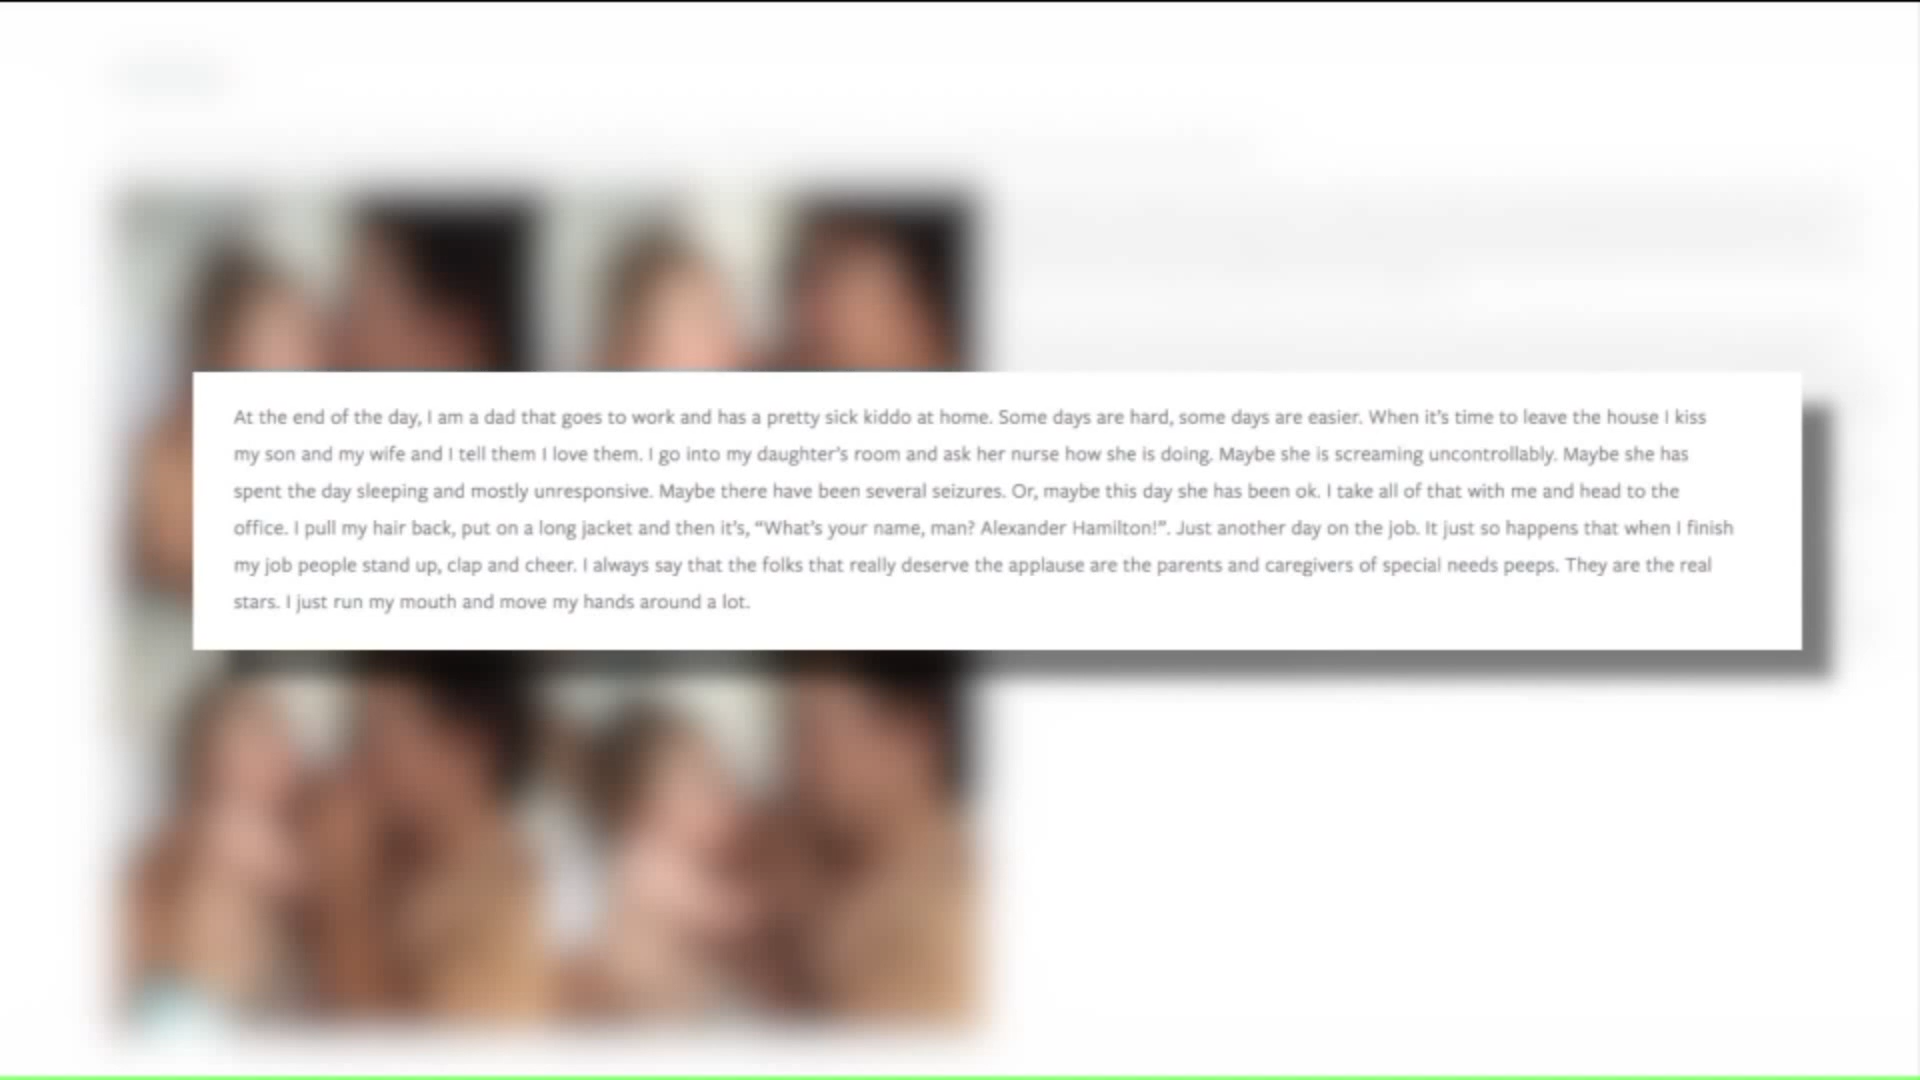 At the end of the day, I am a dad that goes to work and has a pretty sick kiddo at home. Some days are hard, some days are easier. When it's time to leave the house I kiss
my son and my wife and I tell them I love them. I go into my daughter's room and ask her nurse how she is doing. Maybe she is screaming uncontrollably. Maybe she has
spent the day sleeping and mostly unresponsive. Maybe there have been several seizures. Or, maybe this day she has been ok. I take all of that with me and head to the
office. I pull my hair back, put on a long jacket and then it's, “What's your name, man? Alexander Hamilton!”. Just another day on the job. It just so happens that when I finish
my job people stand up, clap and cheer. I always say that the folks that really deserve the applause are the parents and caregivers of special needs peeps. They are the real
stars. I just run my mouth and move my hands around a lot.